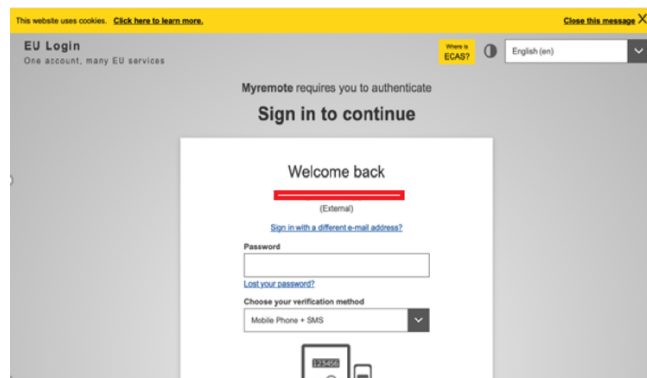 This website uses cookies. Click here to learn more.
Close this message X
EU Login
One account, many EU services
Where is
ECAS?
English (en)
Myremote requires you to authenticate
Sign in to continue
Welcome back
(External)
Sign in with a different e-mail address?
Password
Lost your password?
Choose your verification method
Mobile Phone + SMS
123456